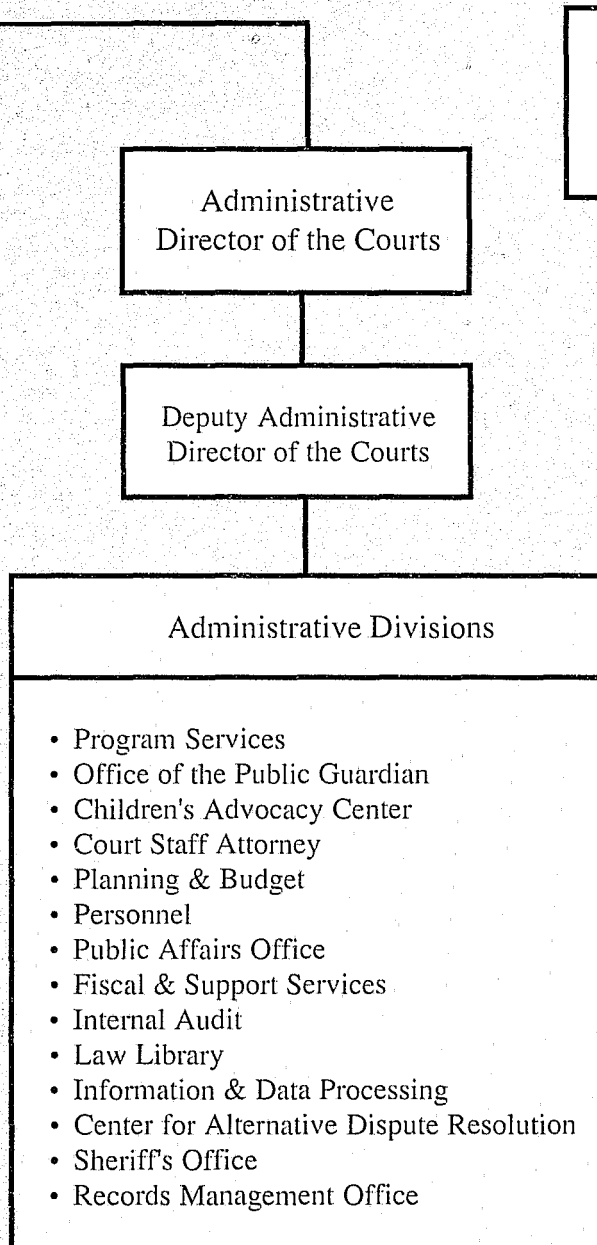 Administrative
Director of the Courts
Deputy Administrative
Director of the Courts
Administrative Divisions
• Program Services
• Office of the Public Guardian
• Children's Advocacy Center
• Court Staff Attorney
• Planning & Budget
• Personnel
• Public Affairs Office
• Fiscal & Support Services
• Internal Audit
• Law Library
• Information & Data Processing
• Center for Alternative Dispute Resolution
• Sheriff's Office
• Records Management Office